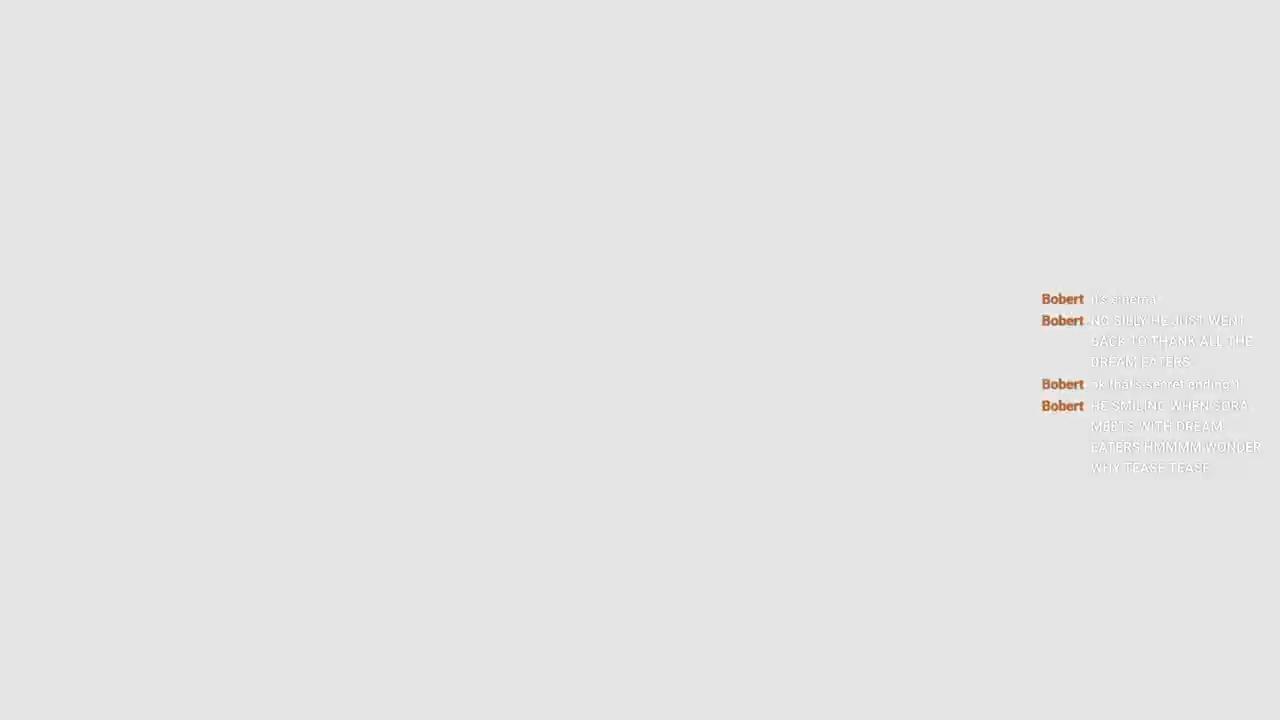 Bobert it's cinema
Bobert NO SILLY HE JUST WENT
BACK TO THANK ALL THE
DREAM EATERS
Bobert ok that's secret ending 1
Bobert HE SMILING WHEN SORA
MEETS WITH DREAM
EATERS HMMMM WONDER
WHY TEASE TEASE